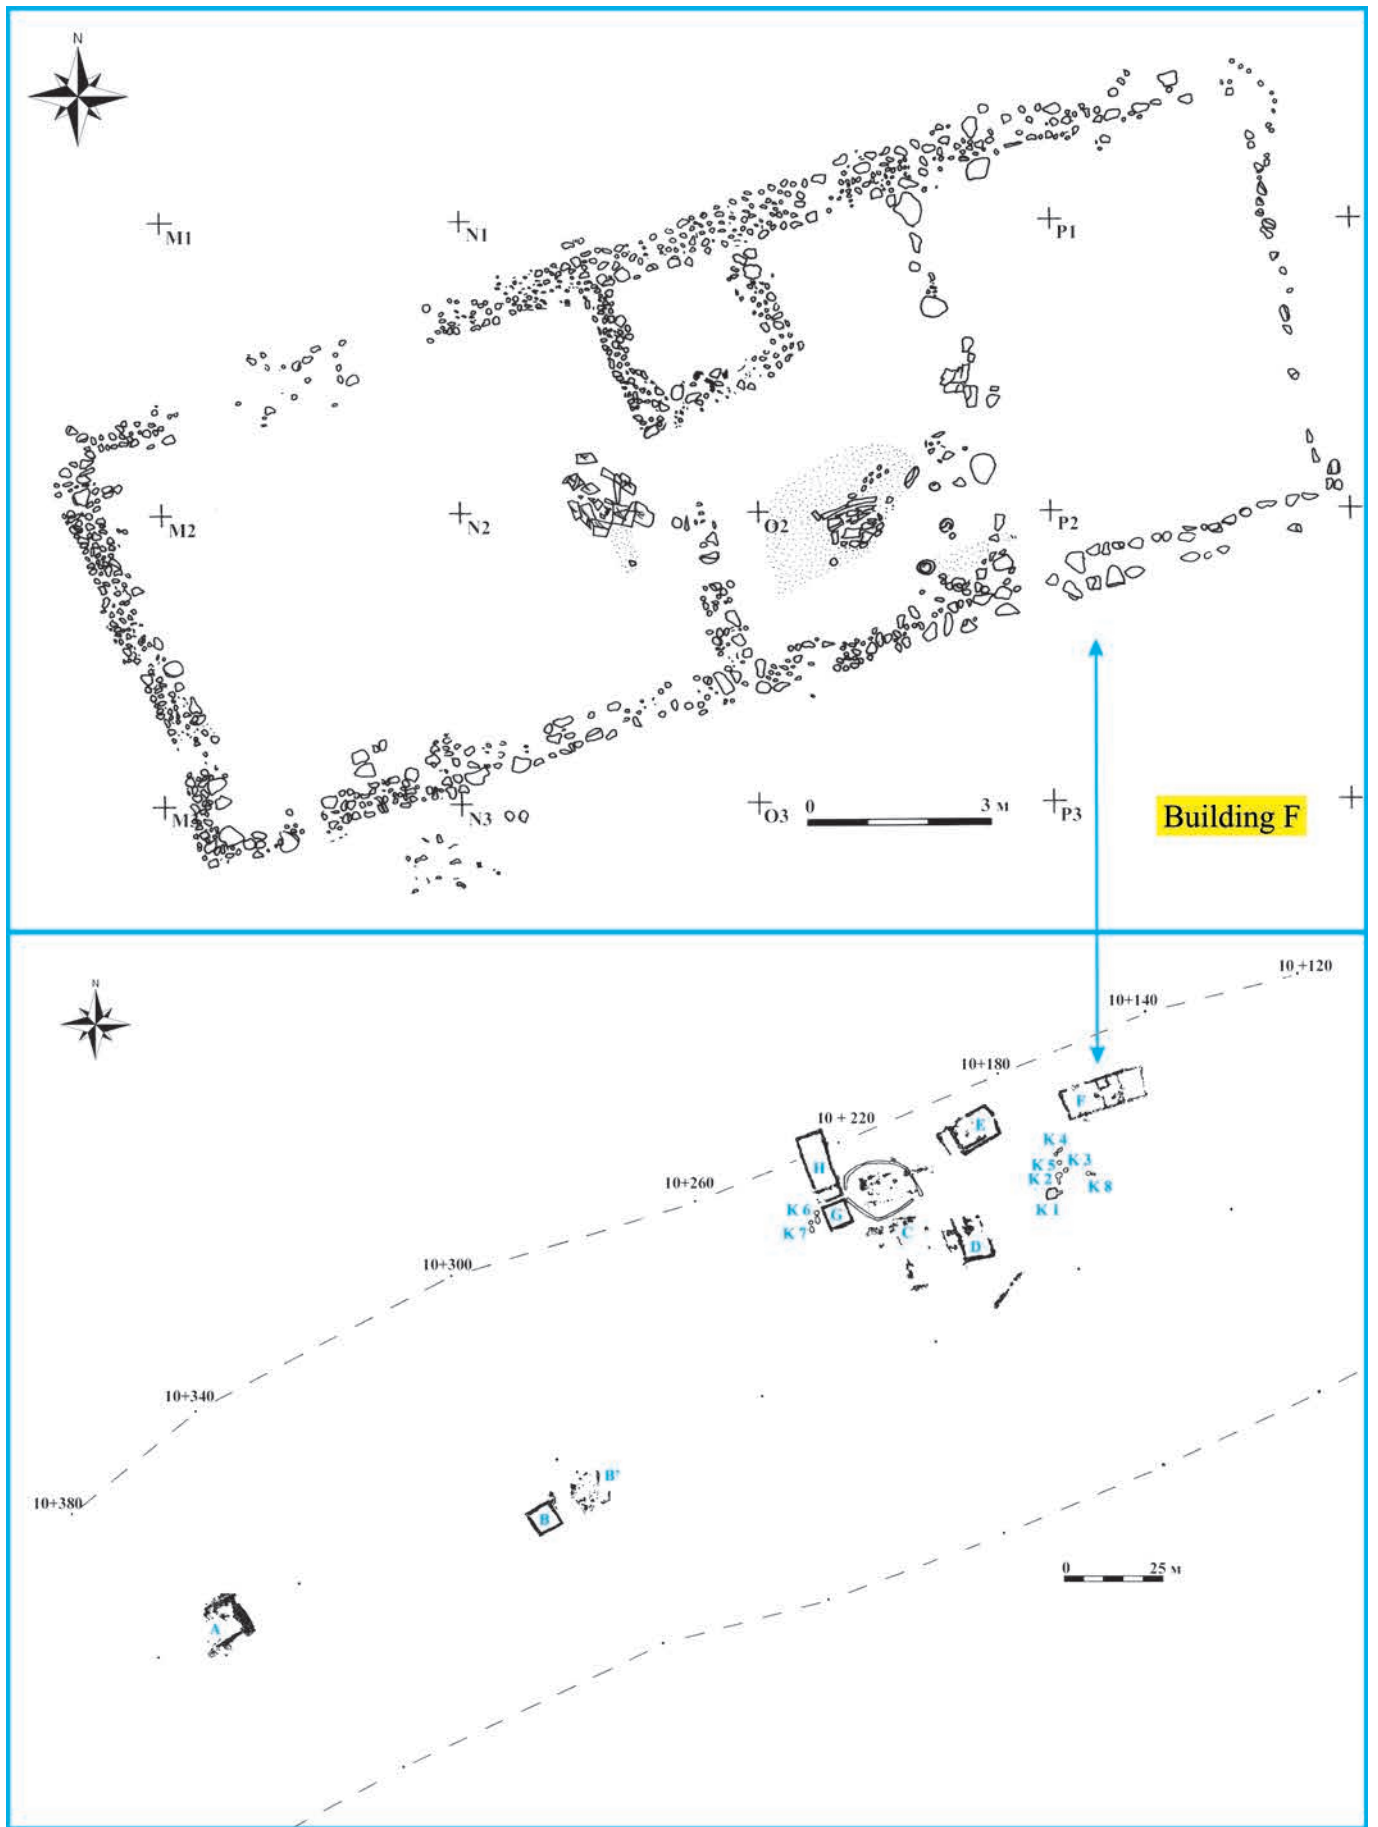 N
M1
N1
P1
M2
N2
O2
P2
M3
N3
O3
0 3 м
P3
Building F
N
10 +120
10+140
10+180
10 + 220
10+260
10+300
10+340
10+380
F
E
K 4
K 5 K 3
K 2 K 8
K 1
H
K 6 G
K 7
C
D
B'
B
A
0 25 м